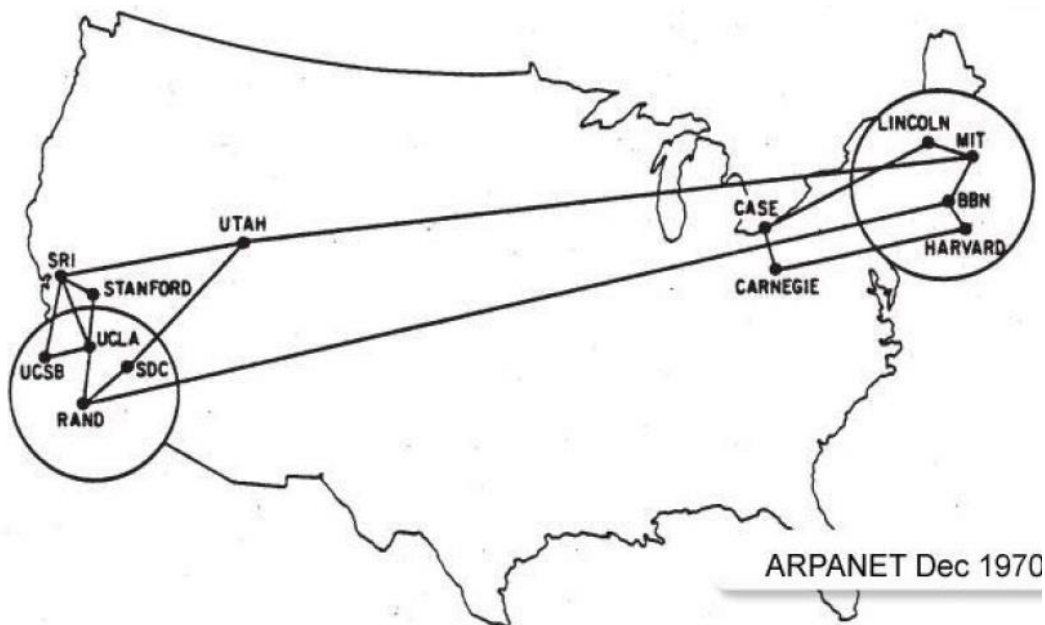 LINCOLN
MIT
BBN
CASE
UTAH
HARVARD
SRI
CARNEGIE
STANFORD
UCLA
UCSB
SDC
RAND
ARPANET Dec 1970